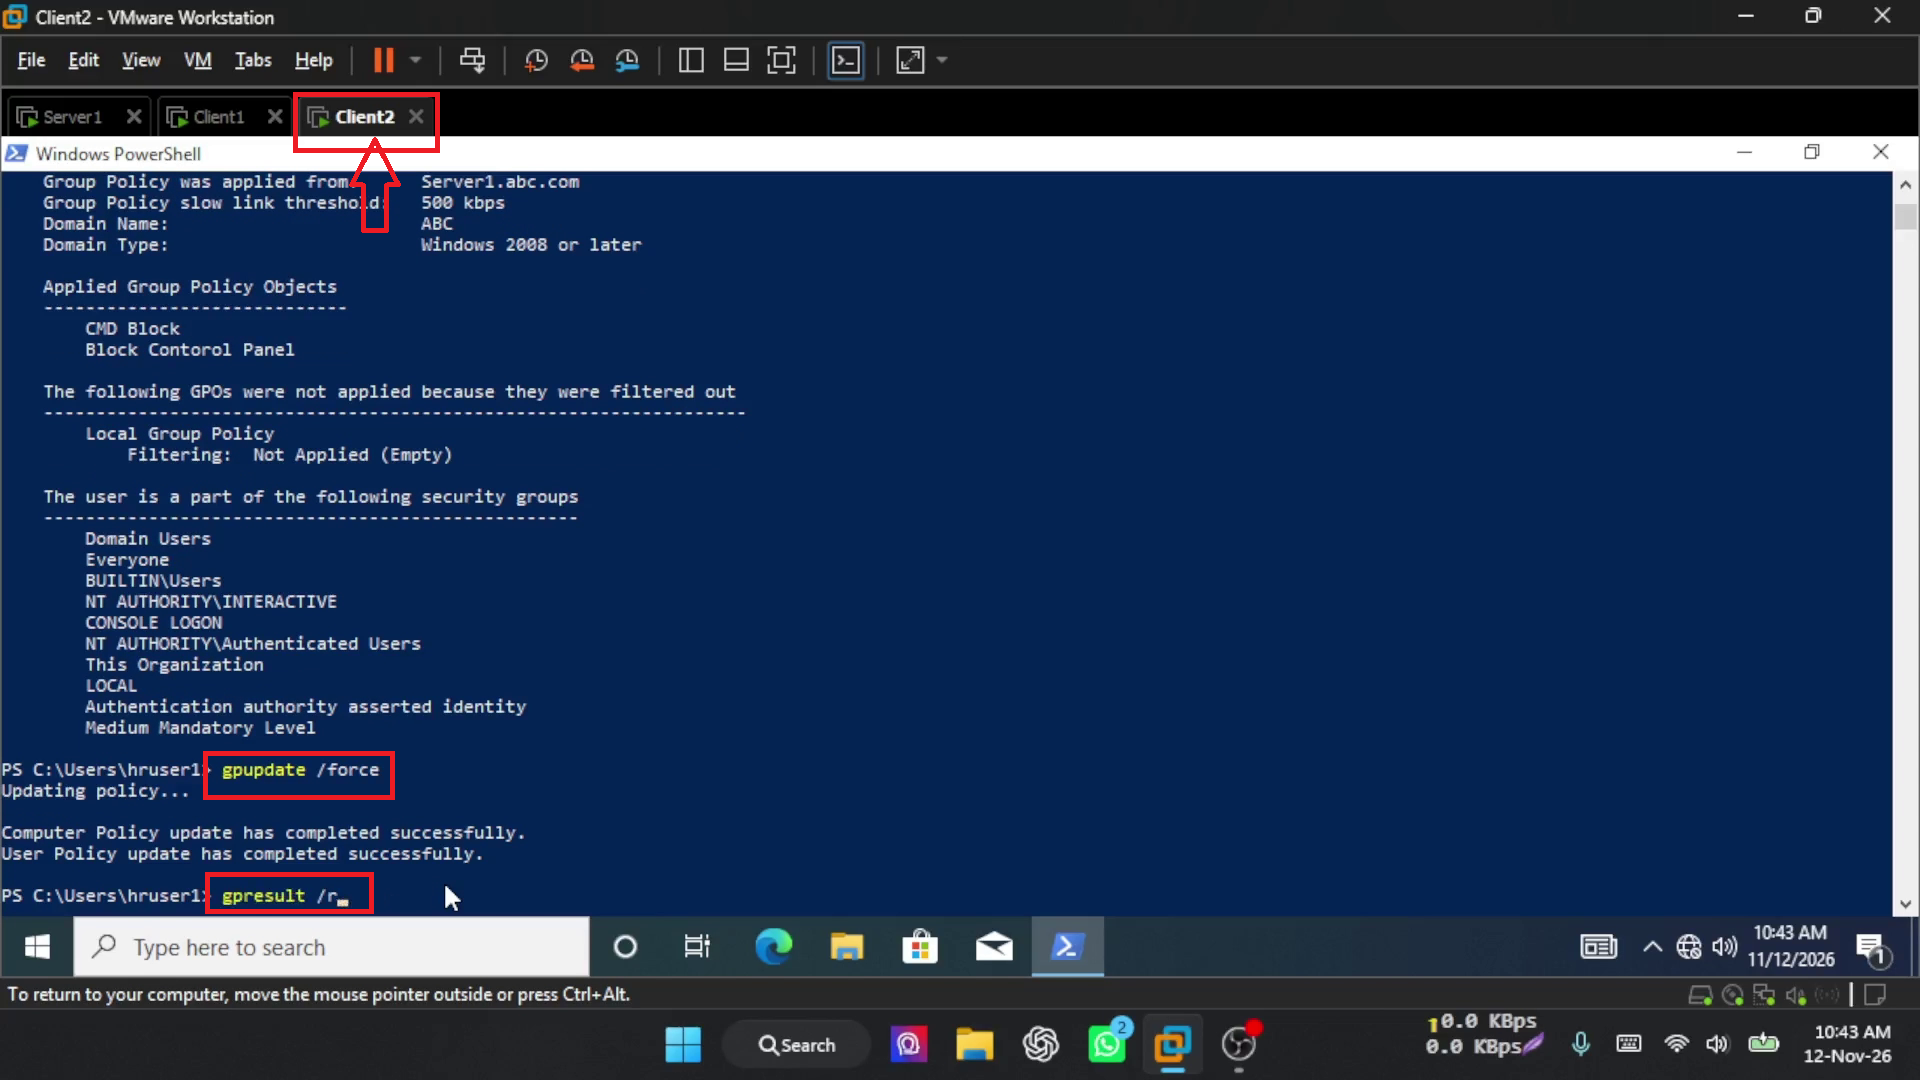 Client2 - VMware Workstation
File Edit View VM Tabs Help
Server1 Client1 Client2
Windows PowerShell
Group Policy was applied from: Server1.abc.com
Group Policy slow link threshold: 500 kbps
Domain Name: ABC
Domain Type: Windows 2008 or later
Applied Group Policy Objects
-----------------------------
CMD Block
Block Contorol Panel
The following GPOs were not applied because they were filtered out
-------------------------------------------------------------------
Local Group Policy
Filtering: Not Applied (Empty)
The user is a part of the following security groups
---------------------------------------------------
Domain Users
Everyone
BUILTIN\Users
NT AUTHORITY\INTERACTIVE
CONSOLE LOGON
NT AUTHORITY\Authenticated Users
This Organization
LOCAL
Authentication authority asserted identity
Medium Mandatory Level
PS C:\Users\hruser1> gpupdate /force
Updating policy...
Computer Policy update has completed successfully.
User Policy update has completed successfully.
PS C:\Users\hruser1> gpresult /r
Type here to search
10:43 AM
11/12/2026
1
To return to your computer, move the mouse pointer outside or press Ctrl+Alt.
Search
2
0.0 KBps
0.0 KBps
10:43 AM
12-Nov-26